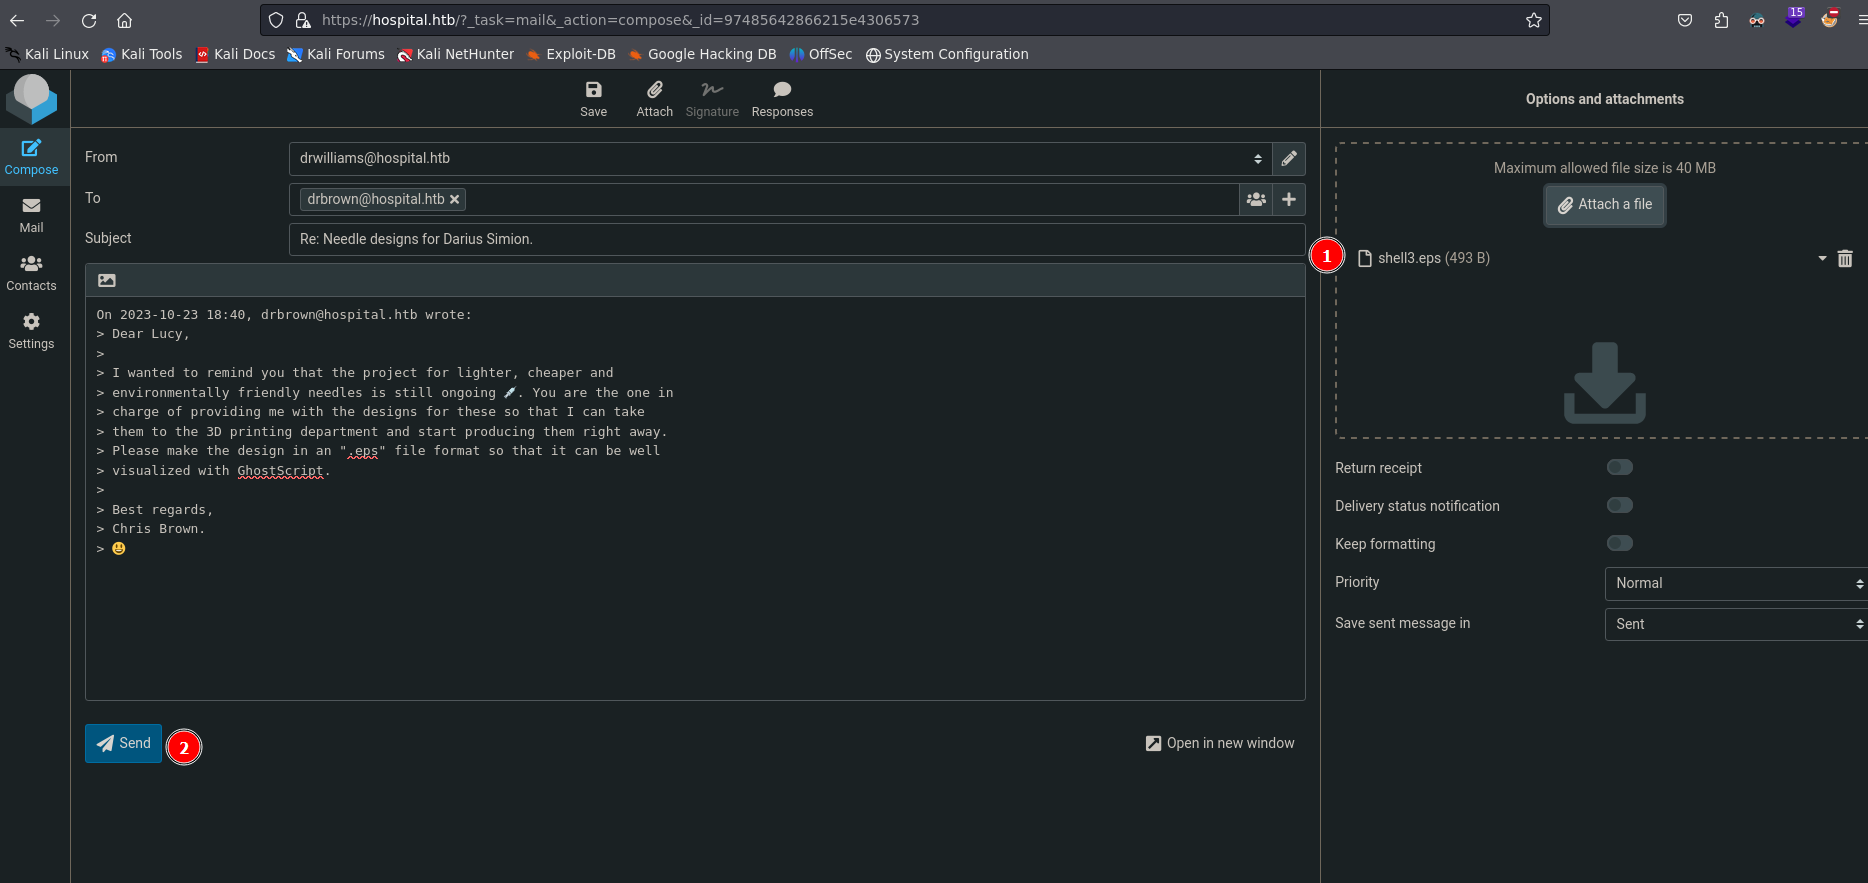 https://hospital.htb/?_task=mail&_action=compose&_id=97485642866215e4306573
15
Kali Linux Kali Tools Kali Docs Kali Forums Kali NetHunter Exploit-DB Google Hacking DB OffSec System Configuration
Save Attach Signature Responses
Options and attachments
Compose
Mail
Contacts
Settings
From drwilliams@hospital.htb
To drbrown@hospital.htb
Subject Re: Needle designs for Darius Simion.
On 2023-10-23 18:40, drbrown@hospital.htb wrote:
> Dear Lucy,
>
> I wanted to remind you that the project for lighter, cheaper and
> environmentally friendly needles is still ongoing 💉. You are the one in
> charge of providing me with the designs for these so that I can take
> them to the 3D printing department and start producing them right away.
> Please make the design in an ".eps" file format so that it can be well
> visualized with GhostScript.
>
> Best regards,
> Chris Brown.
> 😃
Send
2
Open in new window
Maximum allowed file size is 40 MB
Attach a file
1
shell3.eps (493 B)
Return receipt
Delivery status notification
Keep formatting
Priority Normal
Save sent message in Sent